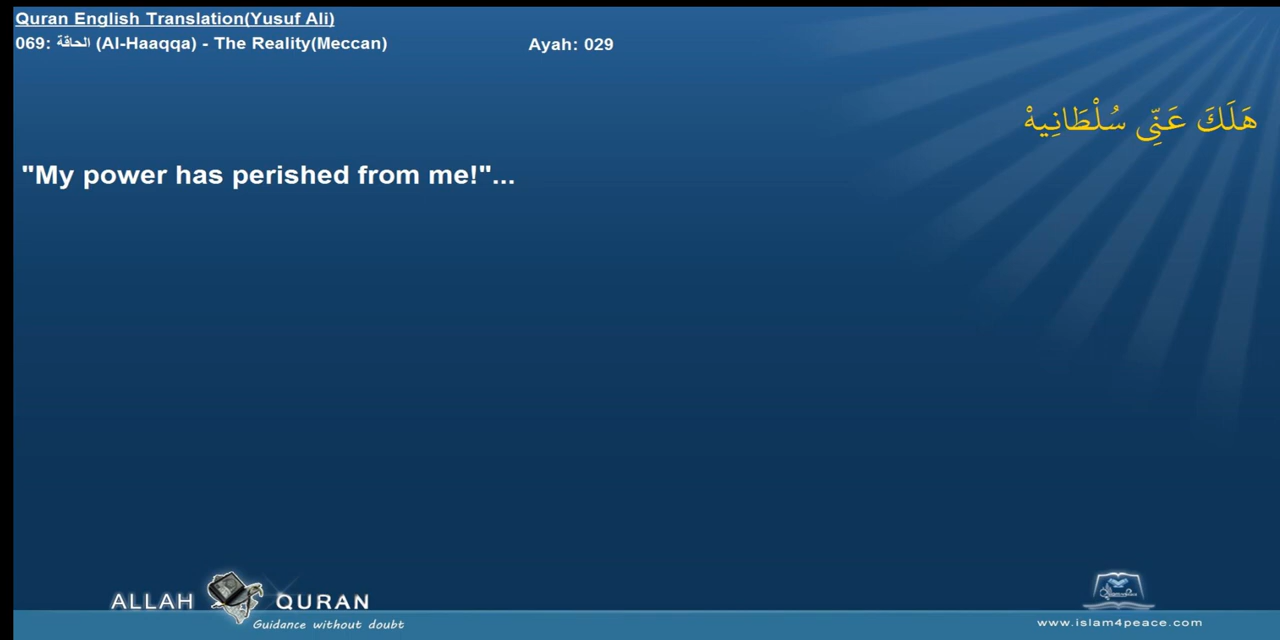 Quran English Translation(Yusuf Ali)
069: الحاقة (Al-Haaqqa) - The Reality(Meccan) Ayah: 029
هَلَكَ عَنِّي سُلْطَانِيهْ
"My power has perished from me!"...
ALLAH QURAN
Guidance without doubt
www.islam4peace.com